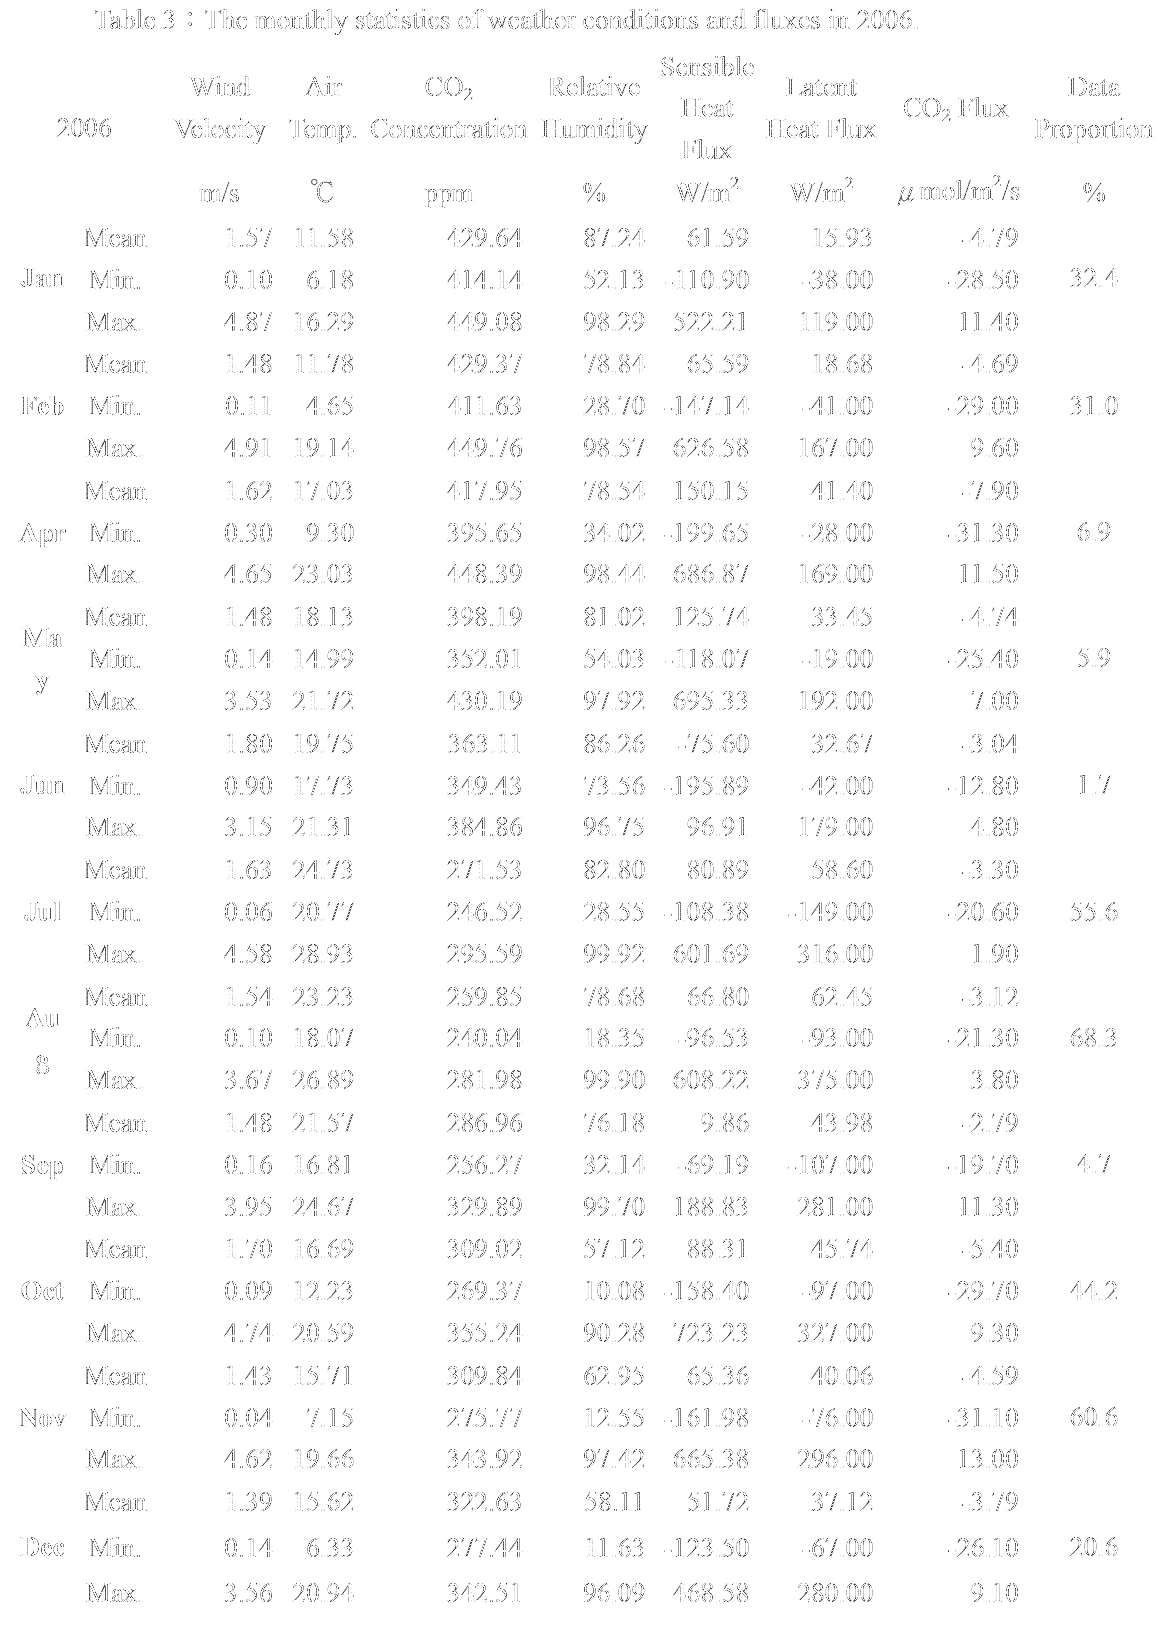 Table 3：The monthly statistics of weather conditions and fluxes in 2006.
2006 Wind Velocity Air Temp. CO2 Concentration Relative Humidity Sensible Heat Flux Latent Heat Flux CO2 Flux Data Proportion
m/s ℃ ppm % W/m2 W/m2 μ mol/m2/s %
Mean 1.57 11.58 429.64 87.24 61.59 15.93 -4.79
Jan Min. 0.10 6.18 414.14 52.13 -110.90 -38.00 -28.50 32.4
Max. 4.87 16.29 449.08 98.29 522.21 119.00 11.40
Mean 1.48 11.78 429.37 78.84 65.59 18.68 -4.69
Feb Min. 0.11 4.65 411.63 28.70 -147.14 -41.00 -29.00 31.0
Max. 4.91 19.14 449.76 98.57 626.58 167.00 9.60
Mean 1.62 17.03 417.95 78.54 150.15 41.40 -7.90
Apr Min. 0.30 9.30 395.65 34.02 -199.65 -28.00 -31.30 6.9
Max. 4.65 23.03 448.39 98.44 686.87 169.00 11.50
Mean 1.48 18.13 398.19 81.02 125.74 33.45 -4.74
May Min. 0.14 14.99 352.01 54.03 -118.07 -19.00 -25.40 5.9
Max. 3.53 21.72 430.19 97.92 695.33 192.00 7.00
Mean 1.80 19.75 363.11 86.26 -75.60 32.67 -3.04
Jun Min. 0.90 17.73 349.43 73.56 -195.89 -42.00 -12.80 1.7
Max. 3.15 21.31 384.86 96.75 96.91 179.00 4.80
Mean 1.63 24.73 271.53 82.80 80.89 58.60 -3.30
Jul Min. 0.06 20.77 246.52 28.55 -108.38 -149.00 -20.60 55.6
Max. 4.58 28.93 295.59 99.92 601.69 316.00 1.90
Mean 1.54 23.23 259.85 78.68 66.80 62.45 -3.12
Aug Min. 0.10 18.07 240.04 18.35 -96.53 -93.00 -21.30 68.3
Max. 3.67 26.89 281.98 99.90 608.22 375.00 3.80
Mean 1.48 21.57 286.96 76.18 9.86 43.98 -2.79
Sep Min. 0.16 16.81 256.27 32.14 -69.19 -107.00 -19.70 4.7
Max. 3.95 24.67 329.89 99.70 188.83 281.00 11.30
Mean 1.70 16.69 309.02 57.12 88.31 45.74 -5.40
Oct Min. 0.09 12.23 269.37 10.08 -158.40 -97.00 -29.70 44.2
Max. 4.74 20.59 355.24 90.28 723.23 327.00 9.30
Mean 1.43 15.71 309.84 62.95 65.36 40.06 -4.59
Nov Min. 0.04 7.15 275.77 12.55 -161.98 -76.00 -31.10 60.6
Max. 4.62 19.66 343.92 97.42 665.38 296.00 13.00
Mean 1.39 15.62 322.63 58.11 51.72 37.12 -3.79
Dec Min. 0.14 6.33 277.44 11.63 -123.50 -67.00 -26.10 20.6
Max. 3.56 20.94 342.51 96.09 468.58 280.00 9.10